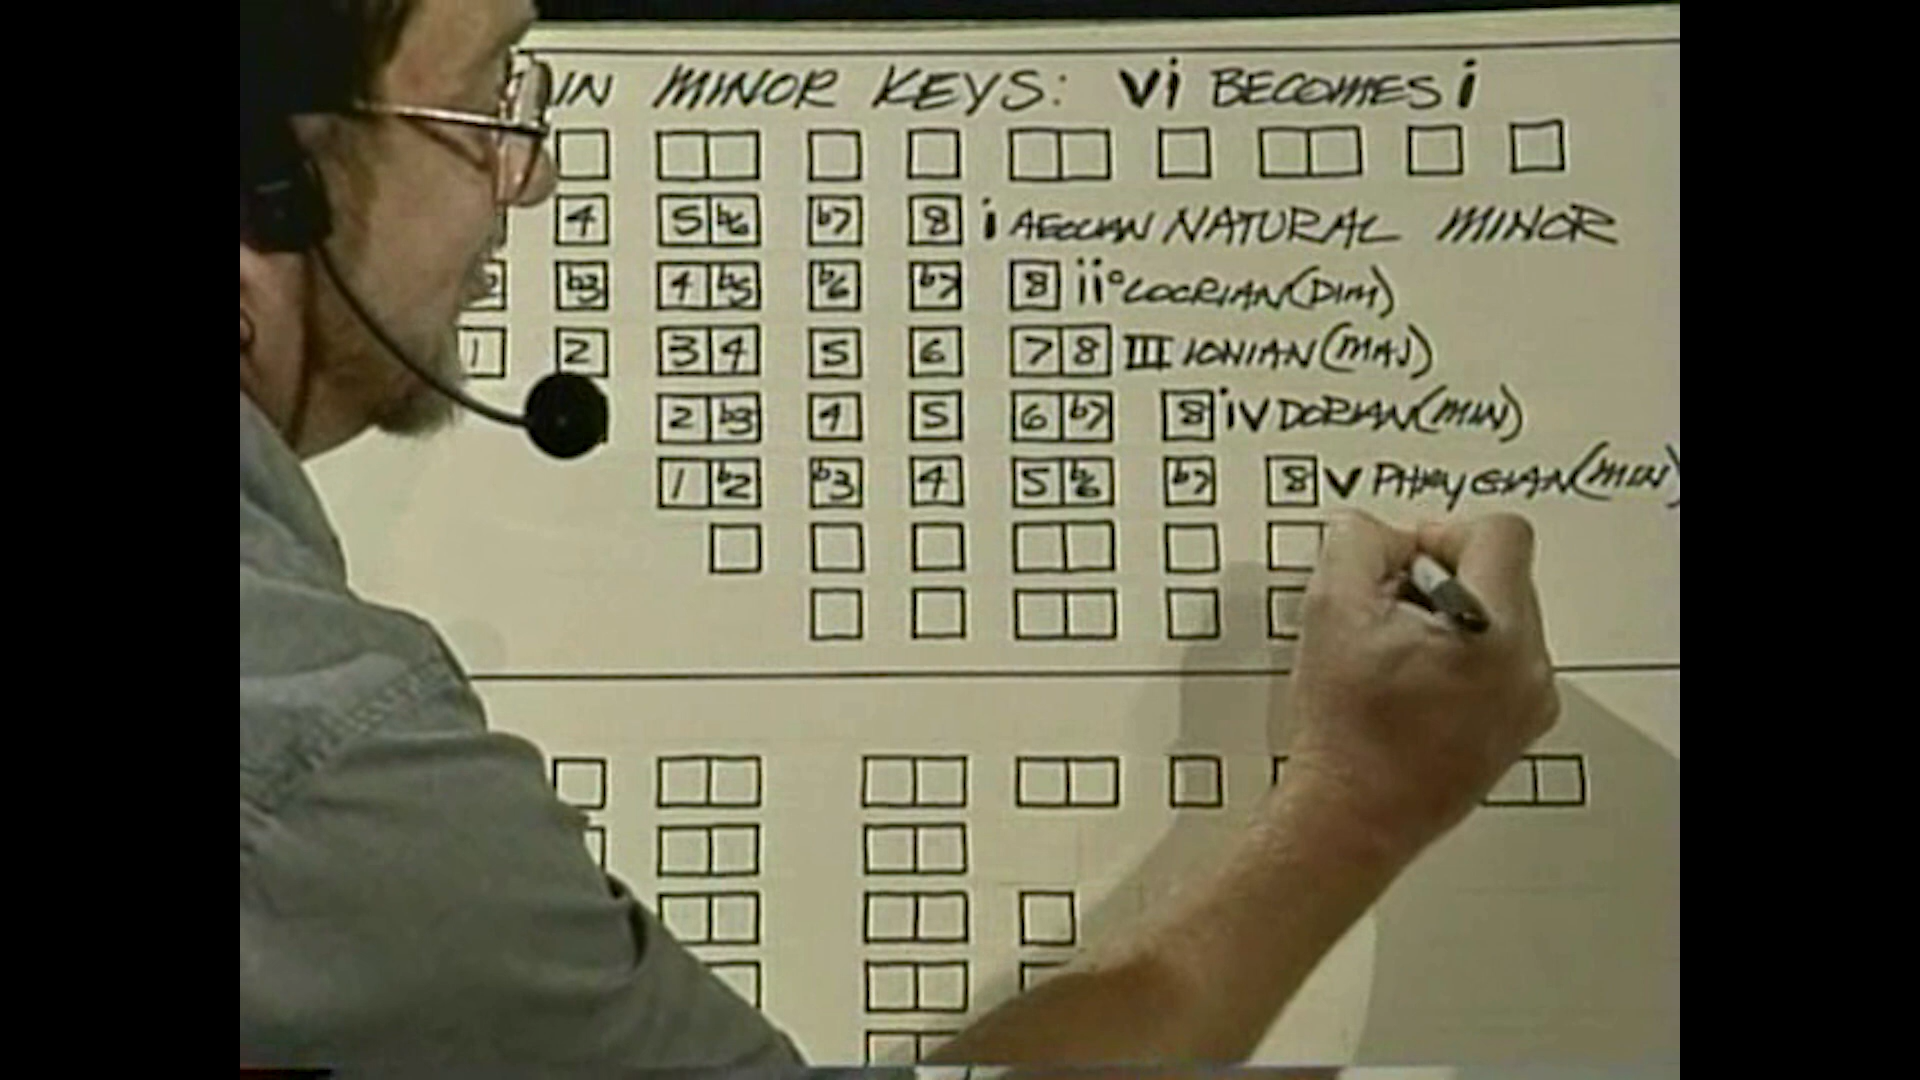 IN MINOR KEYS: vi BECOMES i
4 5 b6 b7 8 i AEOLIAN NATURAL MINOR
b2 b3 4 b5 b6 b7 8 ii° LOCRIAN (DIM)
1 2 3 4 5 6 7 8 III IONIAN (MAJ)
2 b3 4 5 6 b7 8 iv DORIAN (MIN)
1 b2 b3 4 5 b6 b7 8 v PHRYGIAN (MIN)